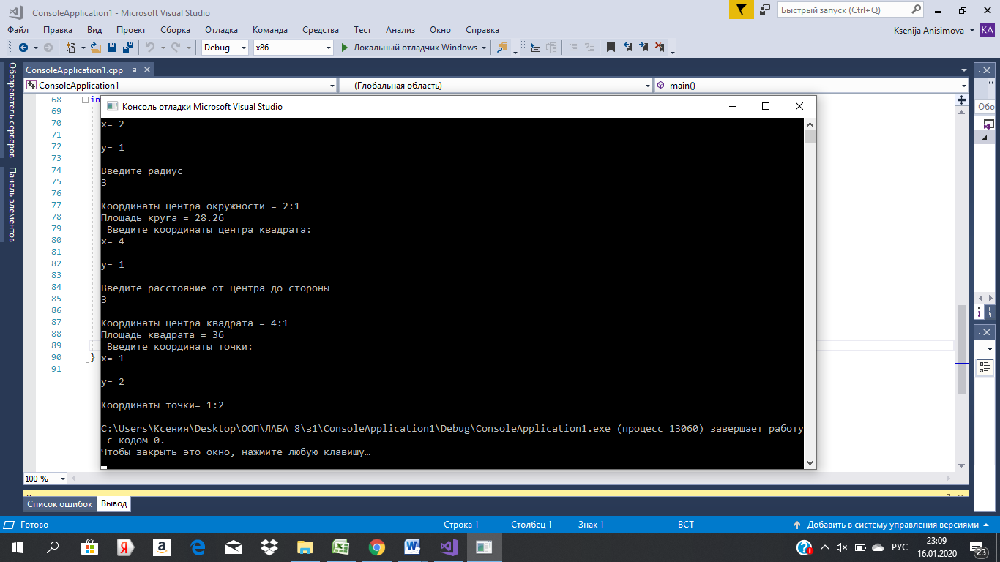 ConsoleApplication1 - Microsoft Visual Studio
Быстрый запуск (Ctrl+Q)
Файл Правка Вид Проект Сборка Отладка Команда Средства Тест Анализ Окно Справка
Ksenija Anisimova KA
Debug x86 Локальный отладчик Windows
Обозреватель серверов
Панель элементов
ConsoleApplication1.cpp
ConsoleApplication1 (Глобальная область) main()
68 in
69
70
71
72
73
74
75
76
77
78
79
80
81
82
83
84
85
86
87
88
89
90 }
91
Обо
Консоль отладки Microsoft Visual Studio
x= 2
y= 1
Введите радиус
3
Координаты центра окружности = 2:1
Площадь круга = 28.26
Введите координаты центра квадрата:
x= 4
y= 1
Введите расстояние от центра до стороны
3
Координаты центра квадрата = 4:1
Площадь квадрата = 36
Введите координаты точки:
x= 1
y= 2
Координаты точки= 1:2
C:\Users\Ксения\Desktop\ООП\ЛАБА 8\з1\ConsoleApplication1\Debug\ConsoleApplication1.exe (процесс 13060) завершает работу
с кодом 0.
Чтобы закрыть это окно, нажмите любую клавишу…
100 %
Список ошибок Вывод
Готово Строка 1 Столбец 1 Знак 1 ВСТ Добавить в систему управления версиями
РУС 23:09
16.01.2020 23